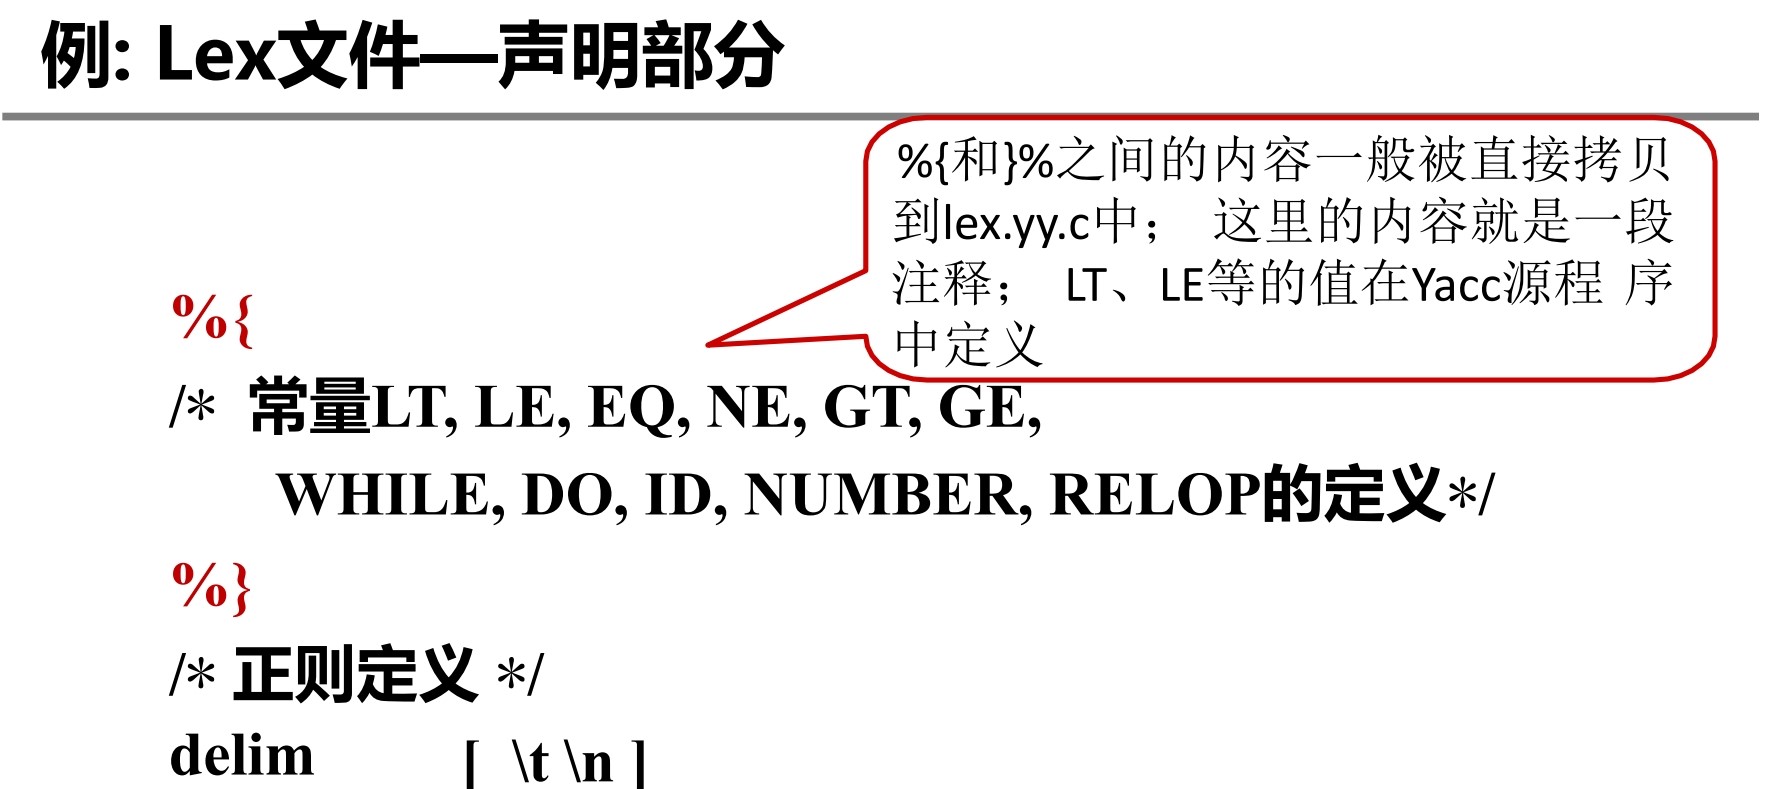 例: Lex文件—声明部分
%{和}%之间的内容一般被直接拷贝
到lex.yy.c中； 这里的内容就是一段
注释； LT、LE等的值在Yacc源程 序
中定义
%{
/* 常量LT, LE, EQ, NE, GT, GE,
WHILE, DO, ID, NUMBER, RELOP的定义*/
%}
/* 正则定义 */
delim [ \t \n ]